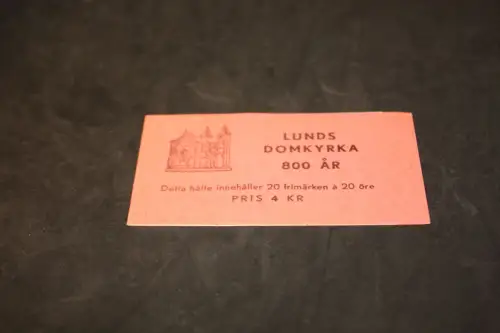 LUNDS
DOMKYRKA
800 ÅR
Detta häfte innehåller 20 frimärken a 20 öre
PRIS 4 KR